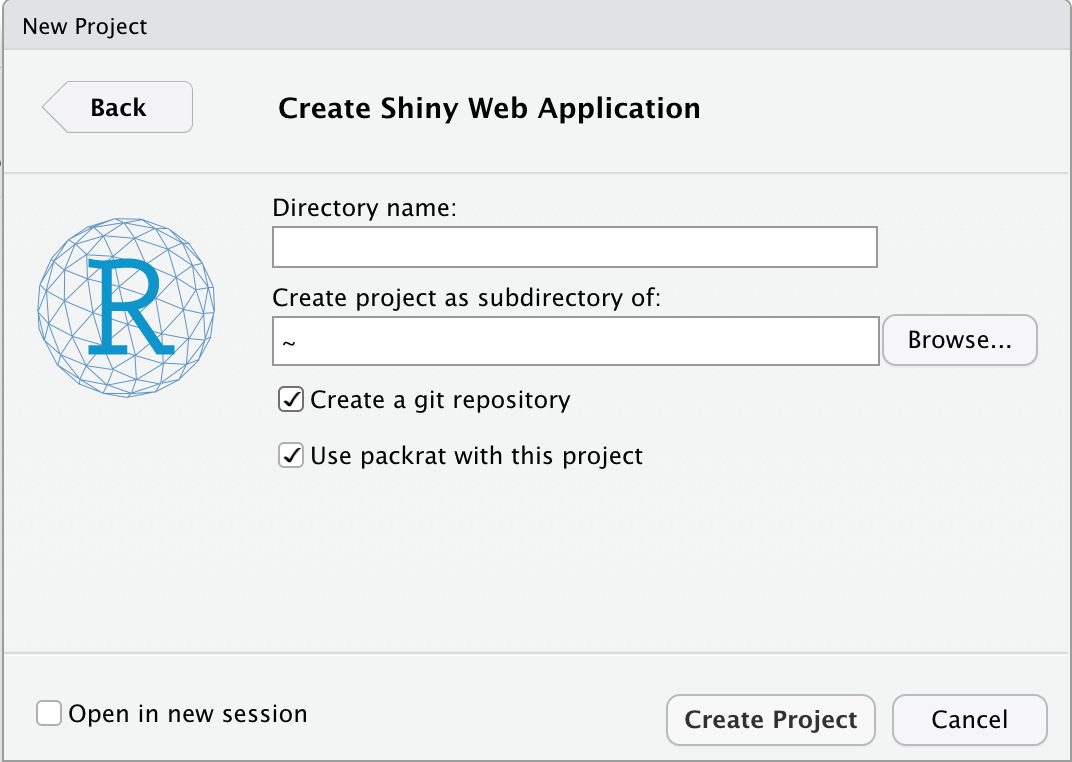 New Project
Back
Create Shiny Web Application
Directory name:
R
Create project as subdirectory of:
~
Browse...
Create a git repository
Use packrat with this project
Open in new session
Create Project
Cancel